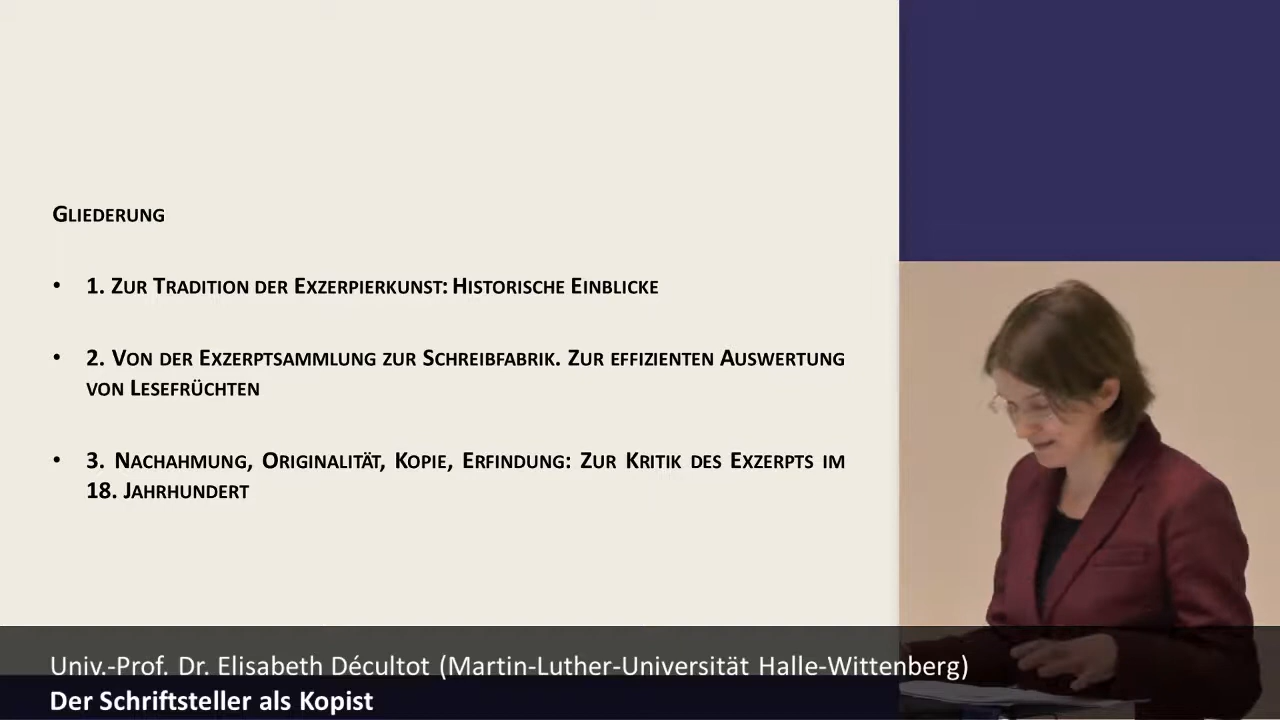 Gliederung
• 1. Zur Tradition der Exzerpierkunst: Historische Einblicke
• 2. Von der Exzerptsammlung zur Schreibfabrik. Zur effizienten Auswertung
von Lesefrüchten
• 3. Nachahmung, Originalität, Kopie, Erfindung: Zur Kritik des Exzerpts im
18. Jahrhundert
Univ.-Prof. Dr. Elisabeth Décultot (Martin-Luther-Universität Halle-Wittenberg)
Der Schriftsteller als Kopist